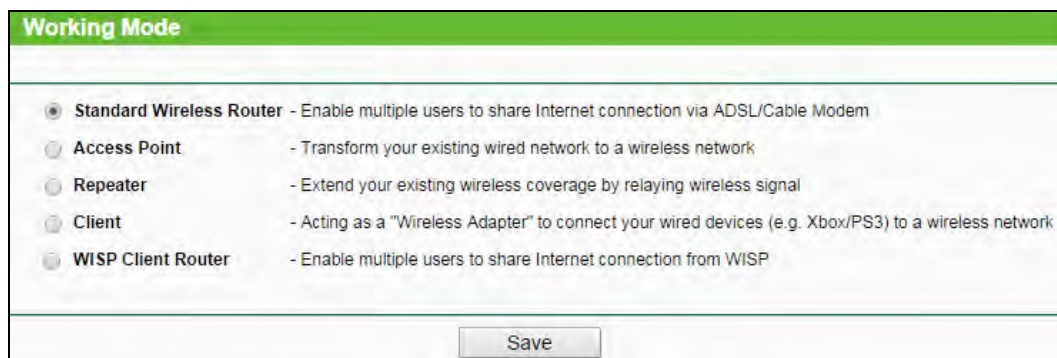 Working Mode
Standard Wireless Router - Enable multiple users to share Internet connection via ADSL/Cable Modem
Access Point - Transform your existing wired network to a wireless network
Repeater - Extend your existing wireless coverage by relaying wireless signal
Client - Acting as a "Wireless Adapter" to connect your wired devices (e.g. Xbox/PS3) to a wireless network
WISP Client Router - Enable multiple users to share Internet connection from WISP
Save